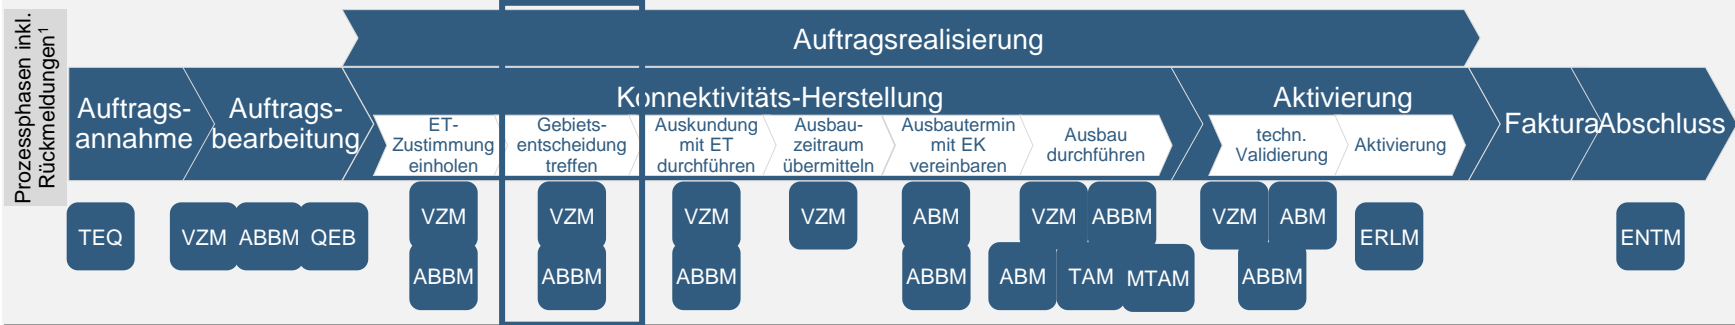 Prozessphasen inkl.
Rückmeldungen¹
Auftragsrealisierung
Auftrags-
annahme
Auftrags-
bearbeitung
Konnektivitäts-Herstellung
Aktivierung
Faktura
Abschluss
ET-
Zustimmung
einholen
Gebiets-
entscheidung
treffen
Auskundung
mit ET
durchführen
Ausbau-
zeitraum
übermitteln
Ausbautermin
mit EK
vereinbaren
Ausbau
durchführen
techn.
Validierung
Aktivierung
TEQ
VZM ABBM QEB
VZM
ABBM
VZM
ABBM
VZM
ABBM
VZM
ABM
ABBM
VZM ABBM
ABM TAM MTAM
VZM ABM
ABBM
ERLM
ENTM